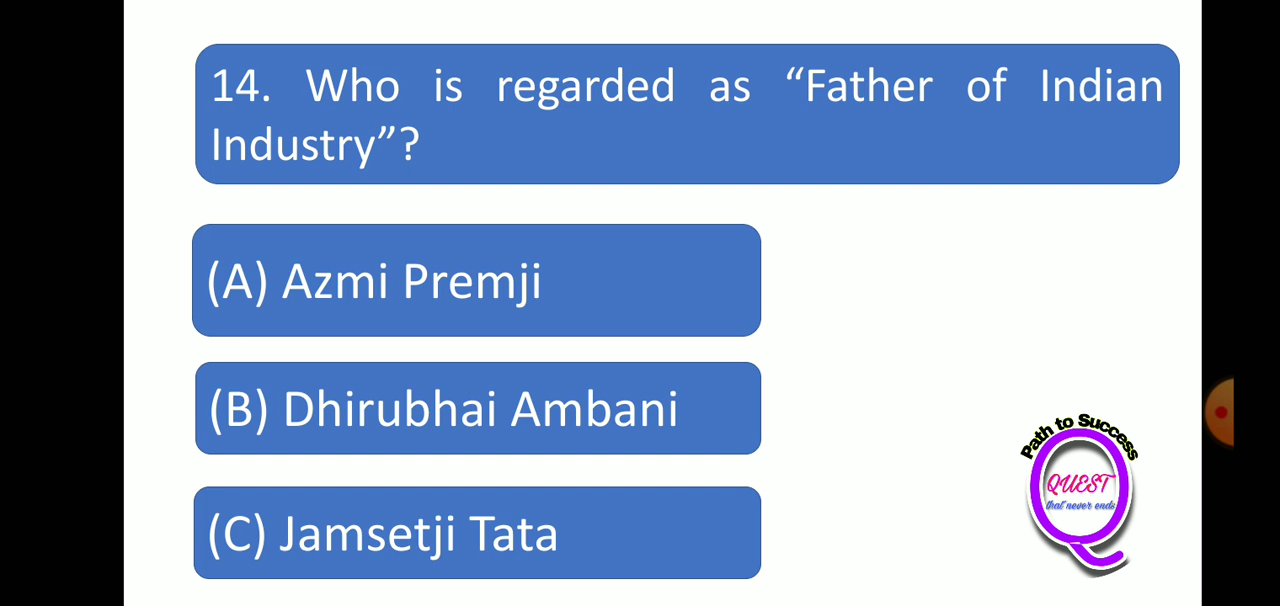 14. Who is regarded as “Father of Indian
Industry”?
(A) Azmi Premji
(B) Dhirubhai Ambani
(C) Jamsetji Tata
Path to Success
QUEST
that never ends